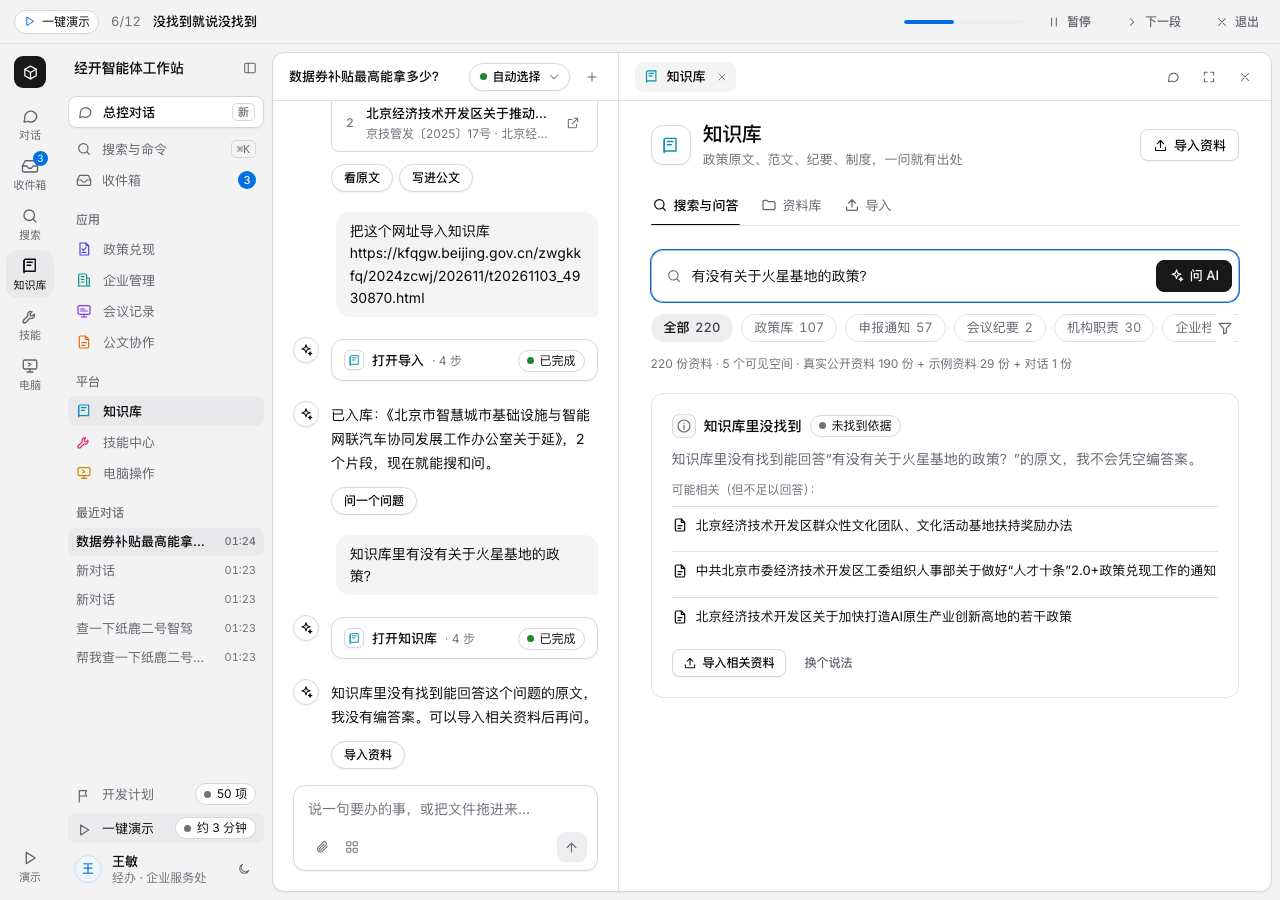 一键演示 6/12 没找到就说没找到 暂停 下一段 退出
对话
3
收件箱
搜索
知识库
技能
电脑
演示
经开智能体工作站
总控对话 新
搜索与命令 ⌘K
收件箱 3
应用
政策兑现
企业管理
会议记录
公文协作
平台
知识库
技能中心
电脑操作
最近对话
数据券补贴最高能拿... 01:24
新对话 01:23
新对话 01:23
查一下纸鹿二号智驾 01:23
帮我查一下纸鹿二号... 01:23
开发计划 50 项
一键演示 约 3 分钟
王 王敏
经办 · 企业服务处
数据券补贴最高能拿多少? 自动选择
2 北京经济技术开发区关于推动...
京技管发〔2025〕17号 · 北京经...
看原文 写进公文
把这个网址导入知识库
https://kfqgw.beijing.gov.cn/zwgkk
fq/2024zcwj/202611/t20261103_49
30870.html
打开导入 · 4 步 已完成
已入库：《北京市智慧城市基础设施与智能
网联汽车协同发展工作办公室关于延》，2
个片段，现在就能搜和问。
问一个问题
知识库里有没有关于火星基地的政
策?
打开知识库 · 4 步 已完成
知识库里没有找到能回答这个问题的原文，
我没有编答案。可以导入相关资料后再问。
导入资料
说一句要办的事，或把文件拖进来...
知识库
知识库
政策原文、范文、纪要、制度，一问就有出处
导入资料
搜索与问答 资料库 导入
有没有关于火星基地的政策? 问 AI
全部 220 政策库 107 申报通知 57 会议纪要 2 机构职责 30 企业档
220 份资料 · 5 个可见空间 · 真实公开资料 190 份 + 示例资料 29 份 + 对话 1 份
知识库里没找到 未找到依据
知识库里没有找到能回答“有没有关于火星基地的政策？”的原文，我不会凭空编答案。
可能相关（但不足以回答）：
北京经济技术开发区群众性文化团队、文化活动基地扶持奖励办法
中共北京市委经济技术开发区工委组织人事部关于做好“人才十条”2.0+政策兑现工作的通知
北京经济技术开发区关于加快打造AI原生产业创新高地的若干政策
导入相关资料 换个说法